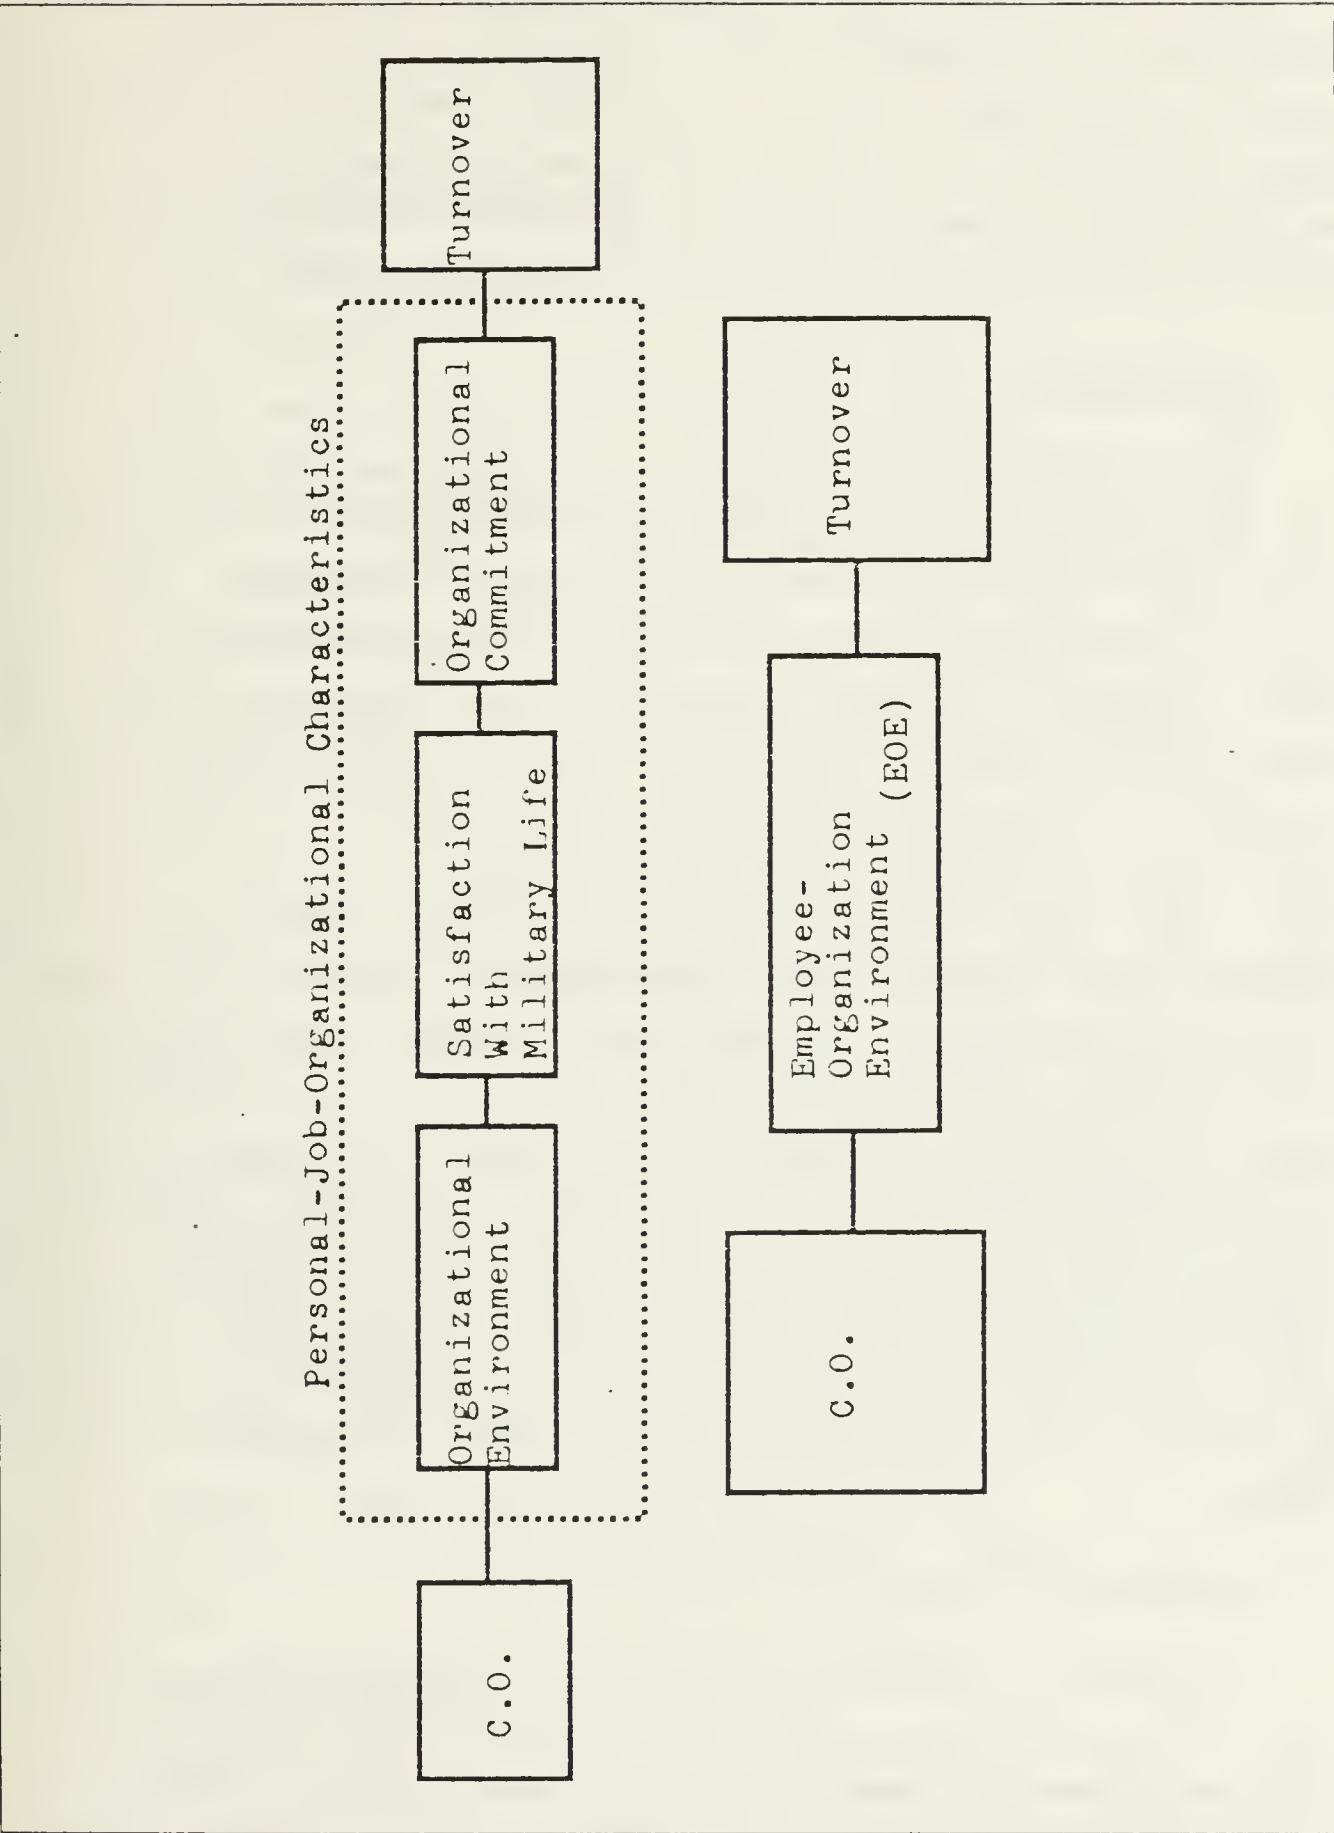 Personal-Job-Organizational Characteristics
C.O.
Organizational
Environment
Satisfaction
With
Military Life
Organizational
Commitment
Turnover
C.O.
Employee-
Organization
Environment
(EOE)
Turnover